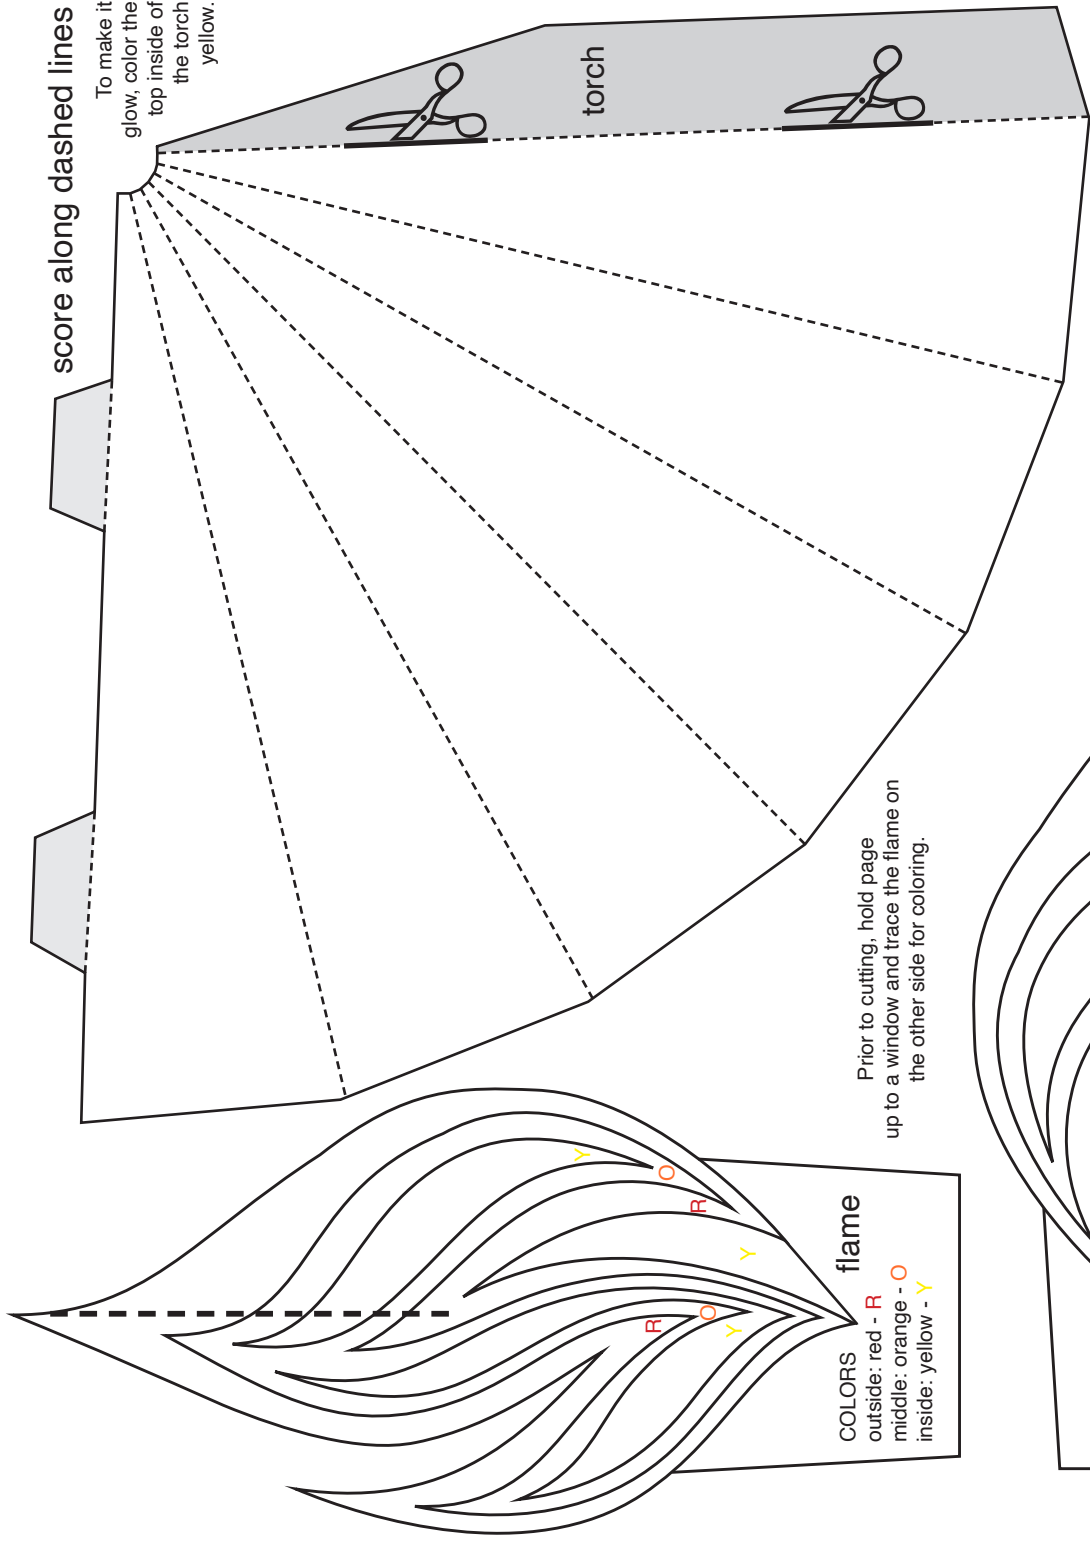 score along dashed lines
To make it
glow, color the
top inside of
the torch
yellow.
torch
Prior to cutting, hold page
up to a window and trace the flame on
the other side for coloring.
Y
O
R
Y
R
O
Y
flame
COLORS
outside: red - R
middle: orange - O
inside: yellow - Y